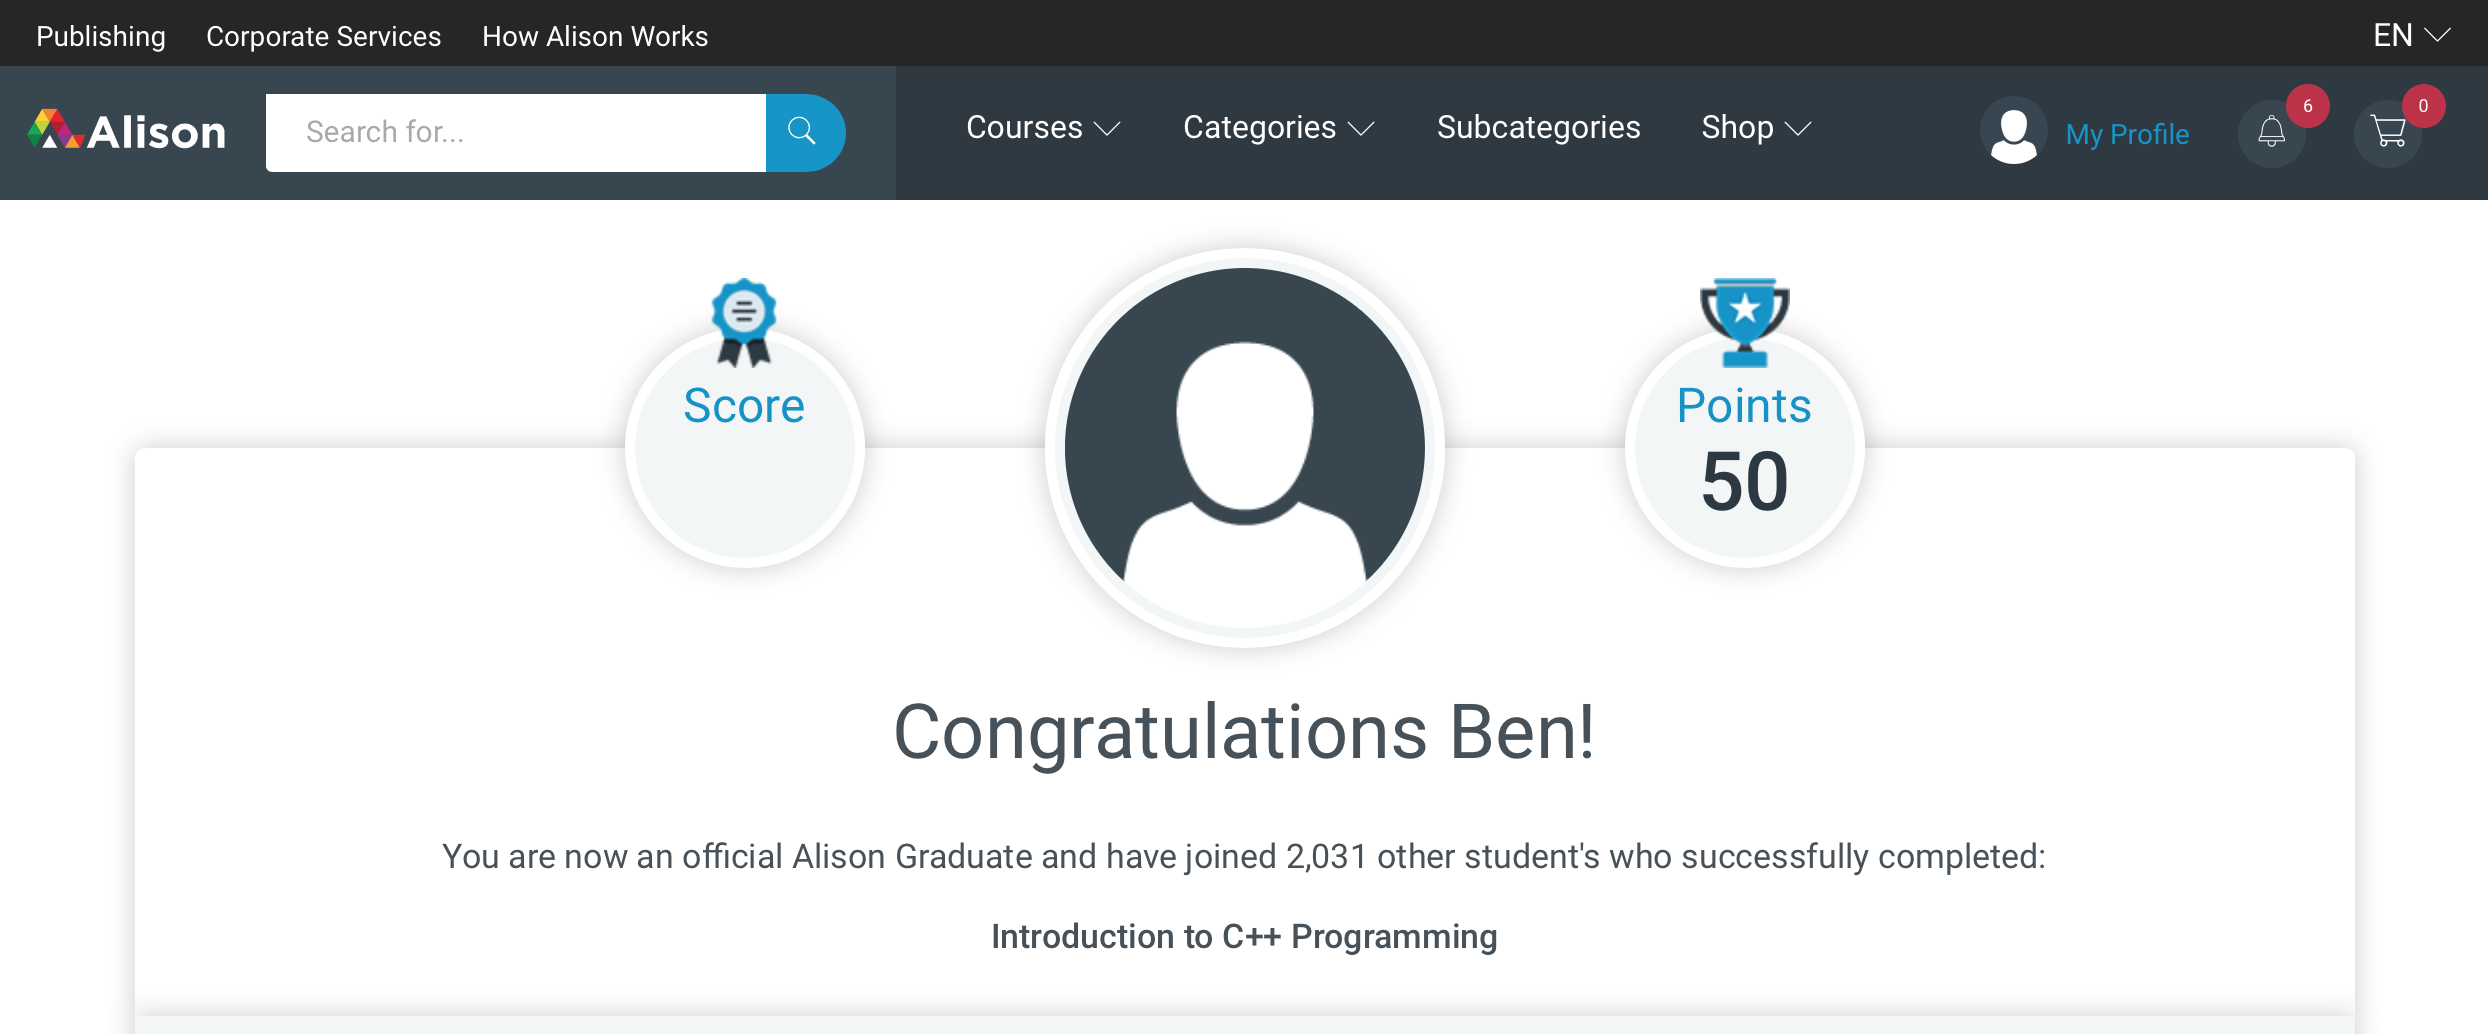 Publishing Corporate Services How Alison Works EN
Alison Search for... Courses Categories Subcategories Shop My Profile 6 0
Score
Points
50
Congratulations Ben!
You are now an official Alison Graduate and have joined 2,031 other student's who successfully completed:
Introduction to C++ Programming